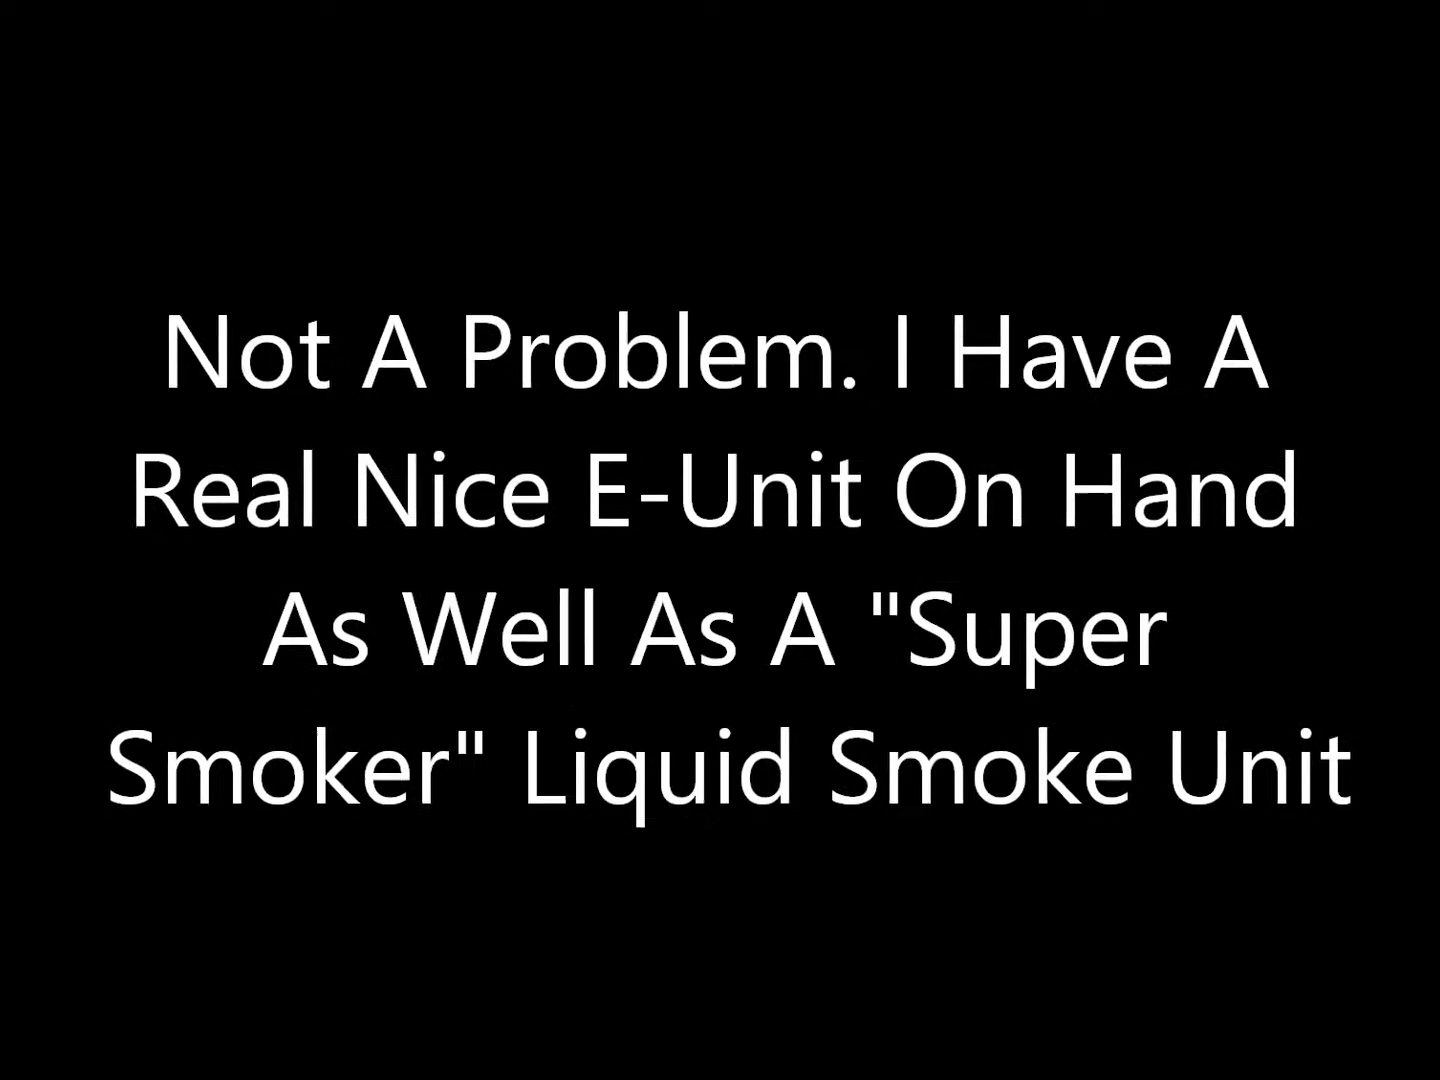 Not A Problem. I Have A
Real Nice E-Unit On Hand
As Well As A "Super
Smoker" Liquid Smoke Unit